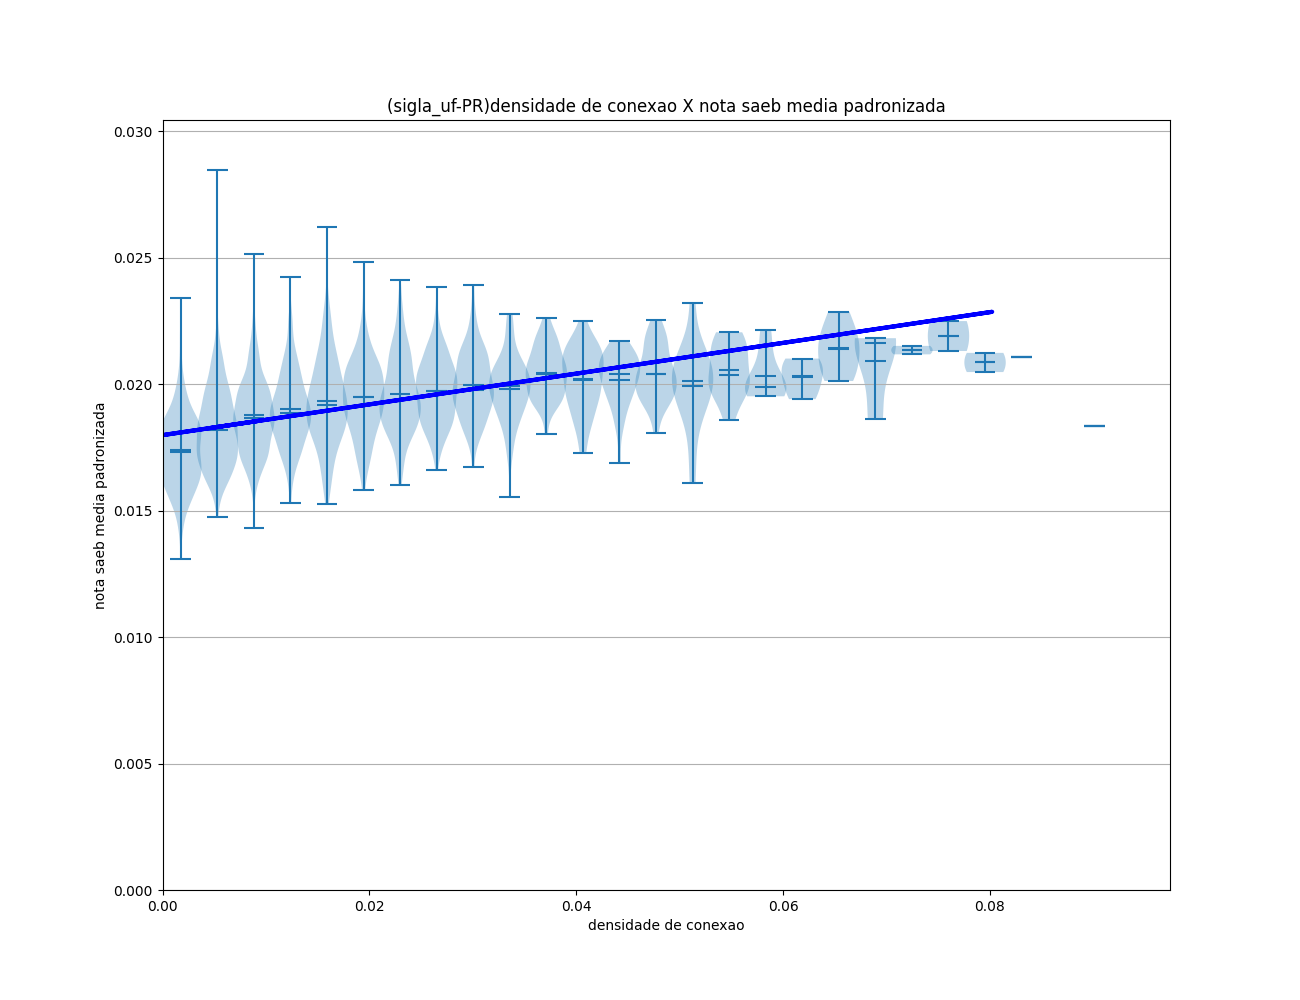 (sigla_uf-PR)densidade de conexao X nota saeb media padronizada
0.030
0.025
0.020
0.015
0.010
0.005
0.000
nota saeb media padronizada
0.00 0.02 0.04 0.06 0.08
densidade de conexao